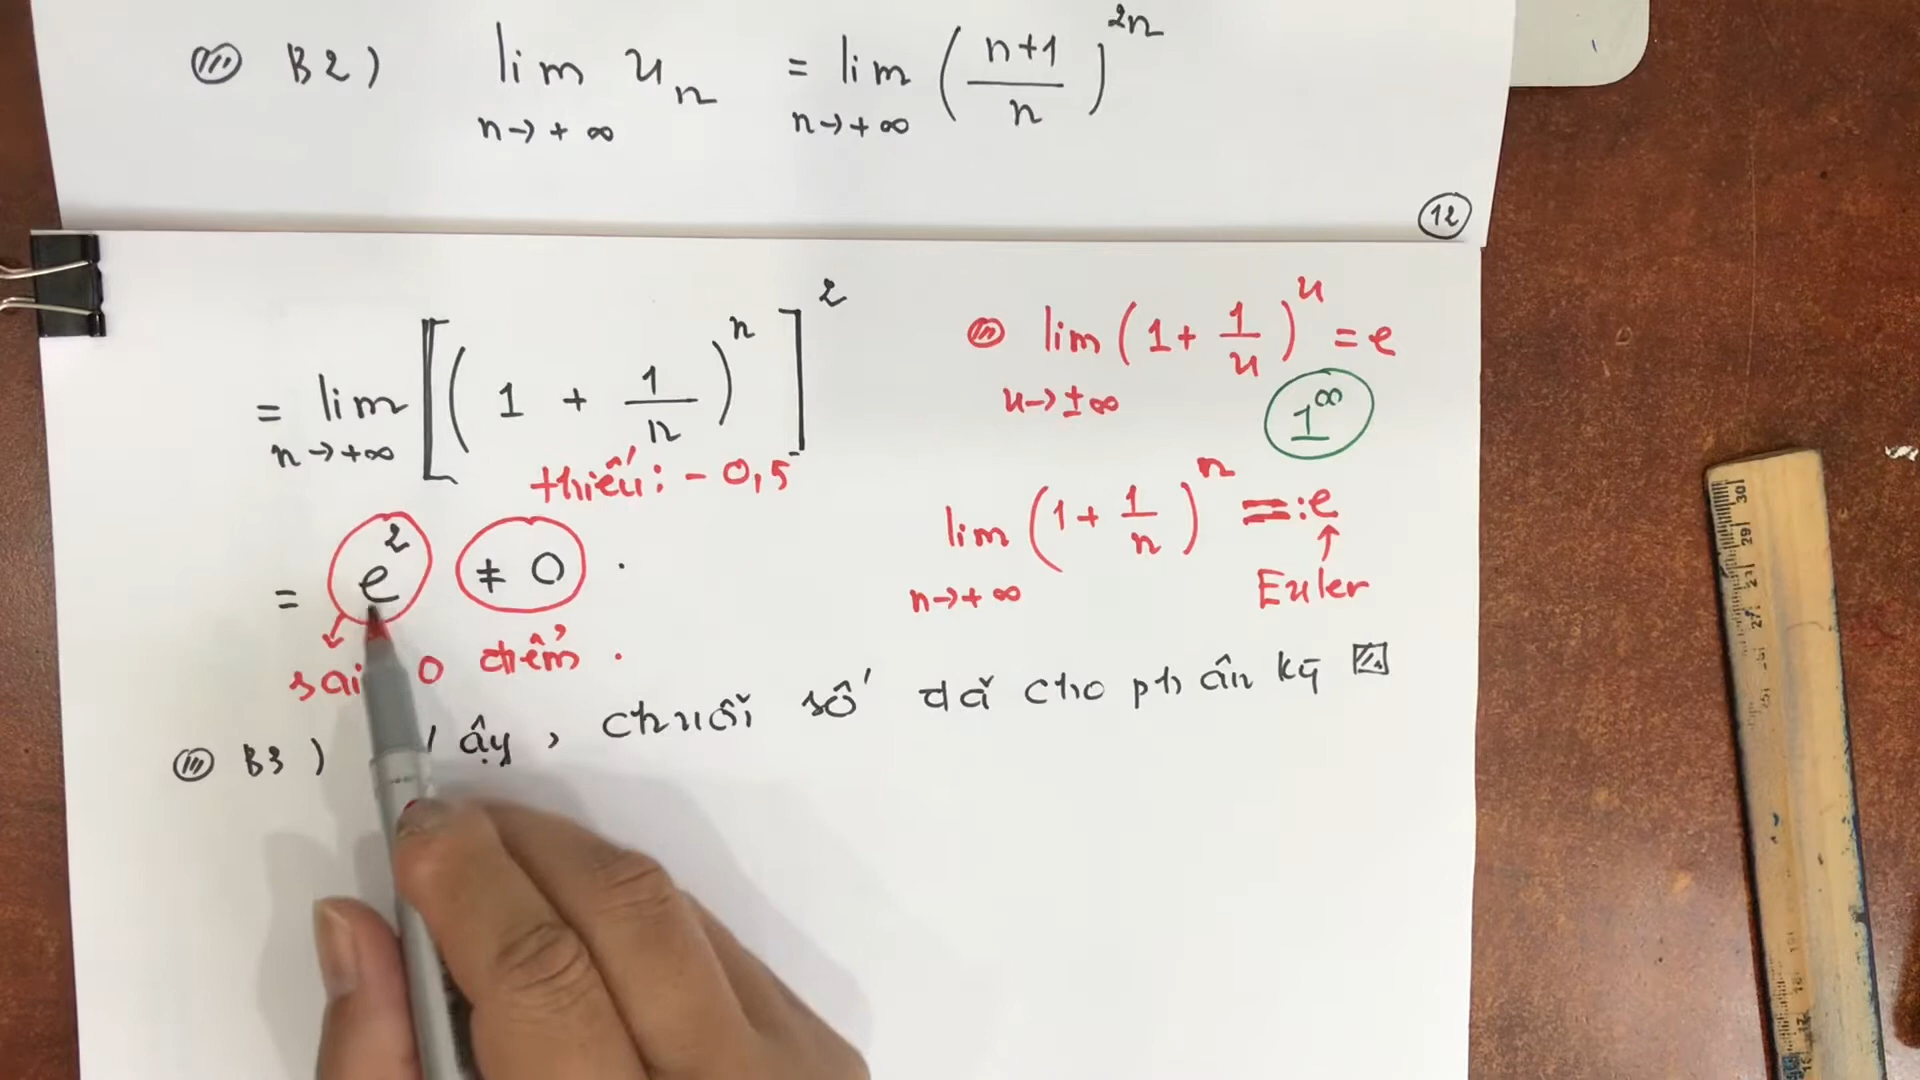 B2) lim u_n = lim ((n+1)/n)^2n
n→+∞ n→+∞
12
= lim [(1 + 1/n)^n]^2
n→+∞
thiếu: -0,5
= e^2 ≠ 0 .
sai 0 điểm .
lim (1 + 1/u)^u = e
u→±∞
1^∞
lim (1 + 1/n)^n =: e
n→+∞
↑
Euler
B3) Vậy, chuỗi số đã cho phân kỳ